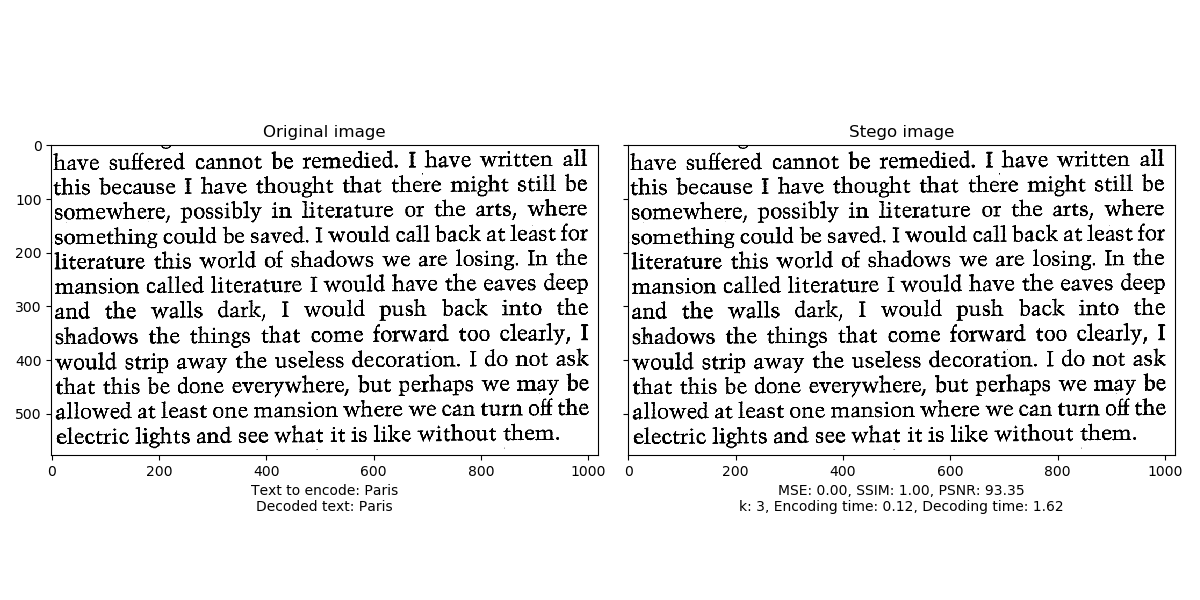 Original image
0
100
200
300
400
500
have suffered cannot be remedied. I have written all
this because I have thought that there might still be
somewhere, possibly in literature or the arts, where
something could be saved. I would call back at least for
literature this world of shadows we are losing. In the
mansion called literature I would have the eaves deep
and the walls dark, I would push back into the
shadows the things that come forward too clearly, I
would strip away the useless decoration. I do not ask
that this be done everywhere, but perhaps we may be
allowed at least one mansion where we can turn off the
electric lights and see what it is like without them.
0 200 400 600 800 1000
Text to encode: Paris
Decoded text: Paris
Stego image
have suffered cannot be remedied. I have written all
this because I have thought that there might still be
somewhere, possibly in literature or the arts, where
something could be saved. I would call back at least for
literature this world of shadows we are losing. In the
mansion called literature I would have the eaves deep
and the walls dark, I would push back into the
shadows the things that come forward too clearly, I
would strip away the useless decoration. I do not ask
that this be done everywhere, but perhaps we may be
allowed at least one mansion where we can turn off the
electric lights and see what it is like without them.
0 200 400 600 800 1000
MSE: 0.00, SSIM: 1.00, PSNR: 93.35
k: 3, Encoding time: 0.12, Decoding time: 1.62